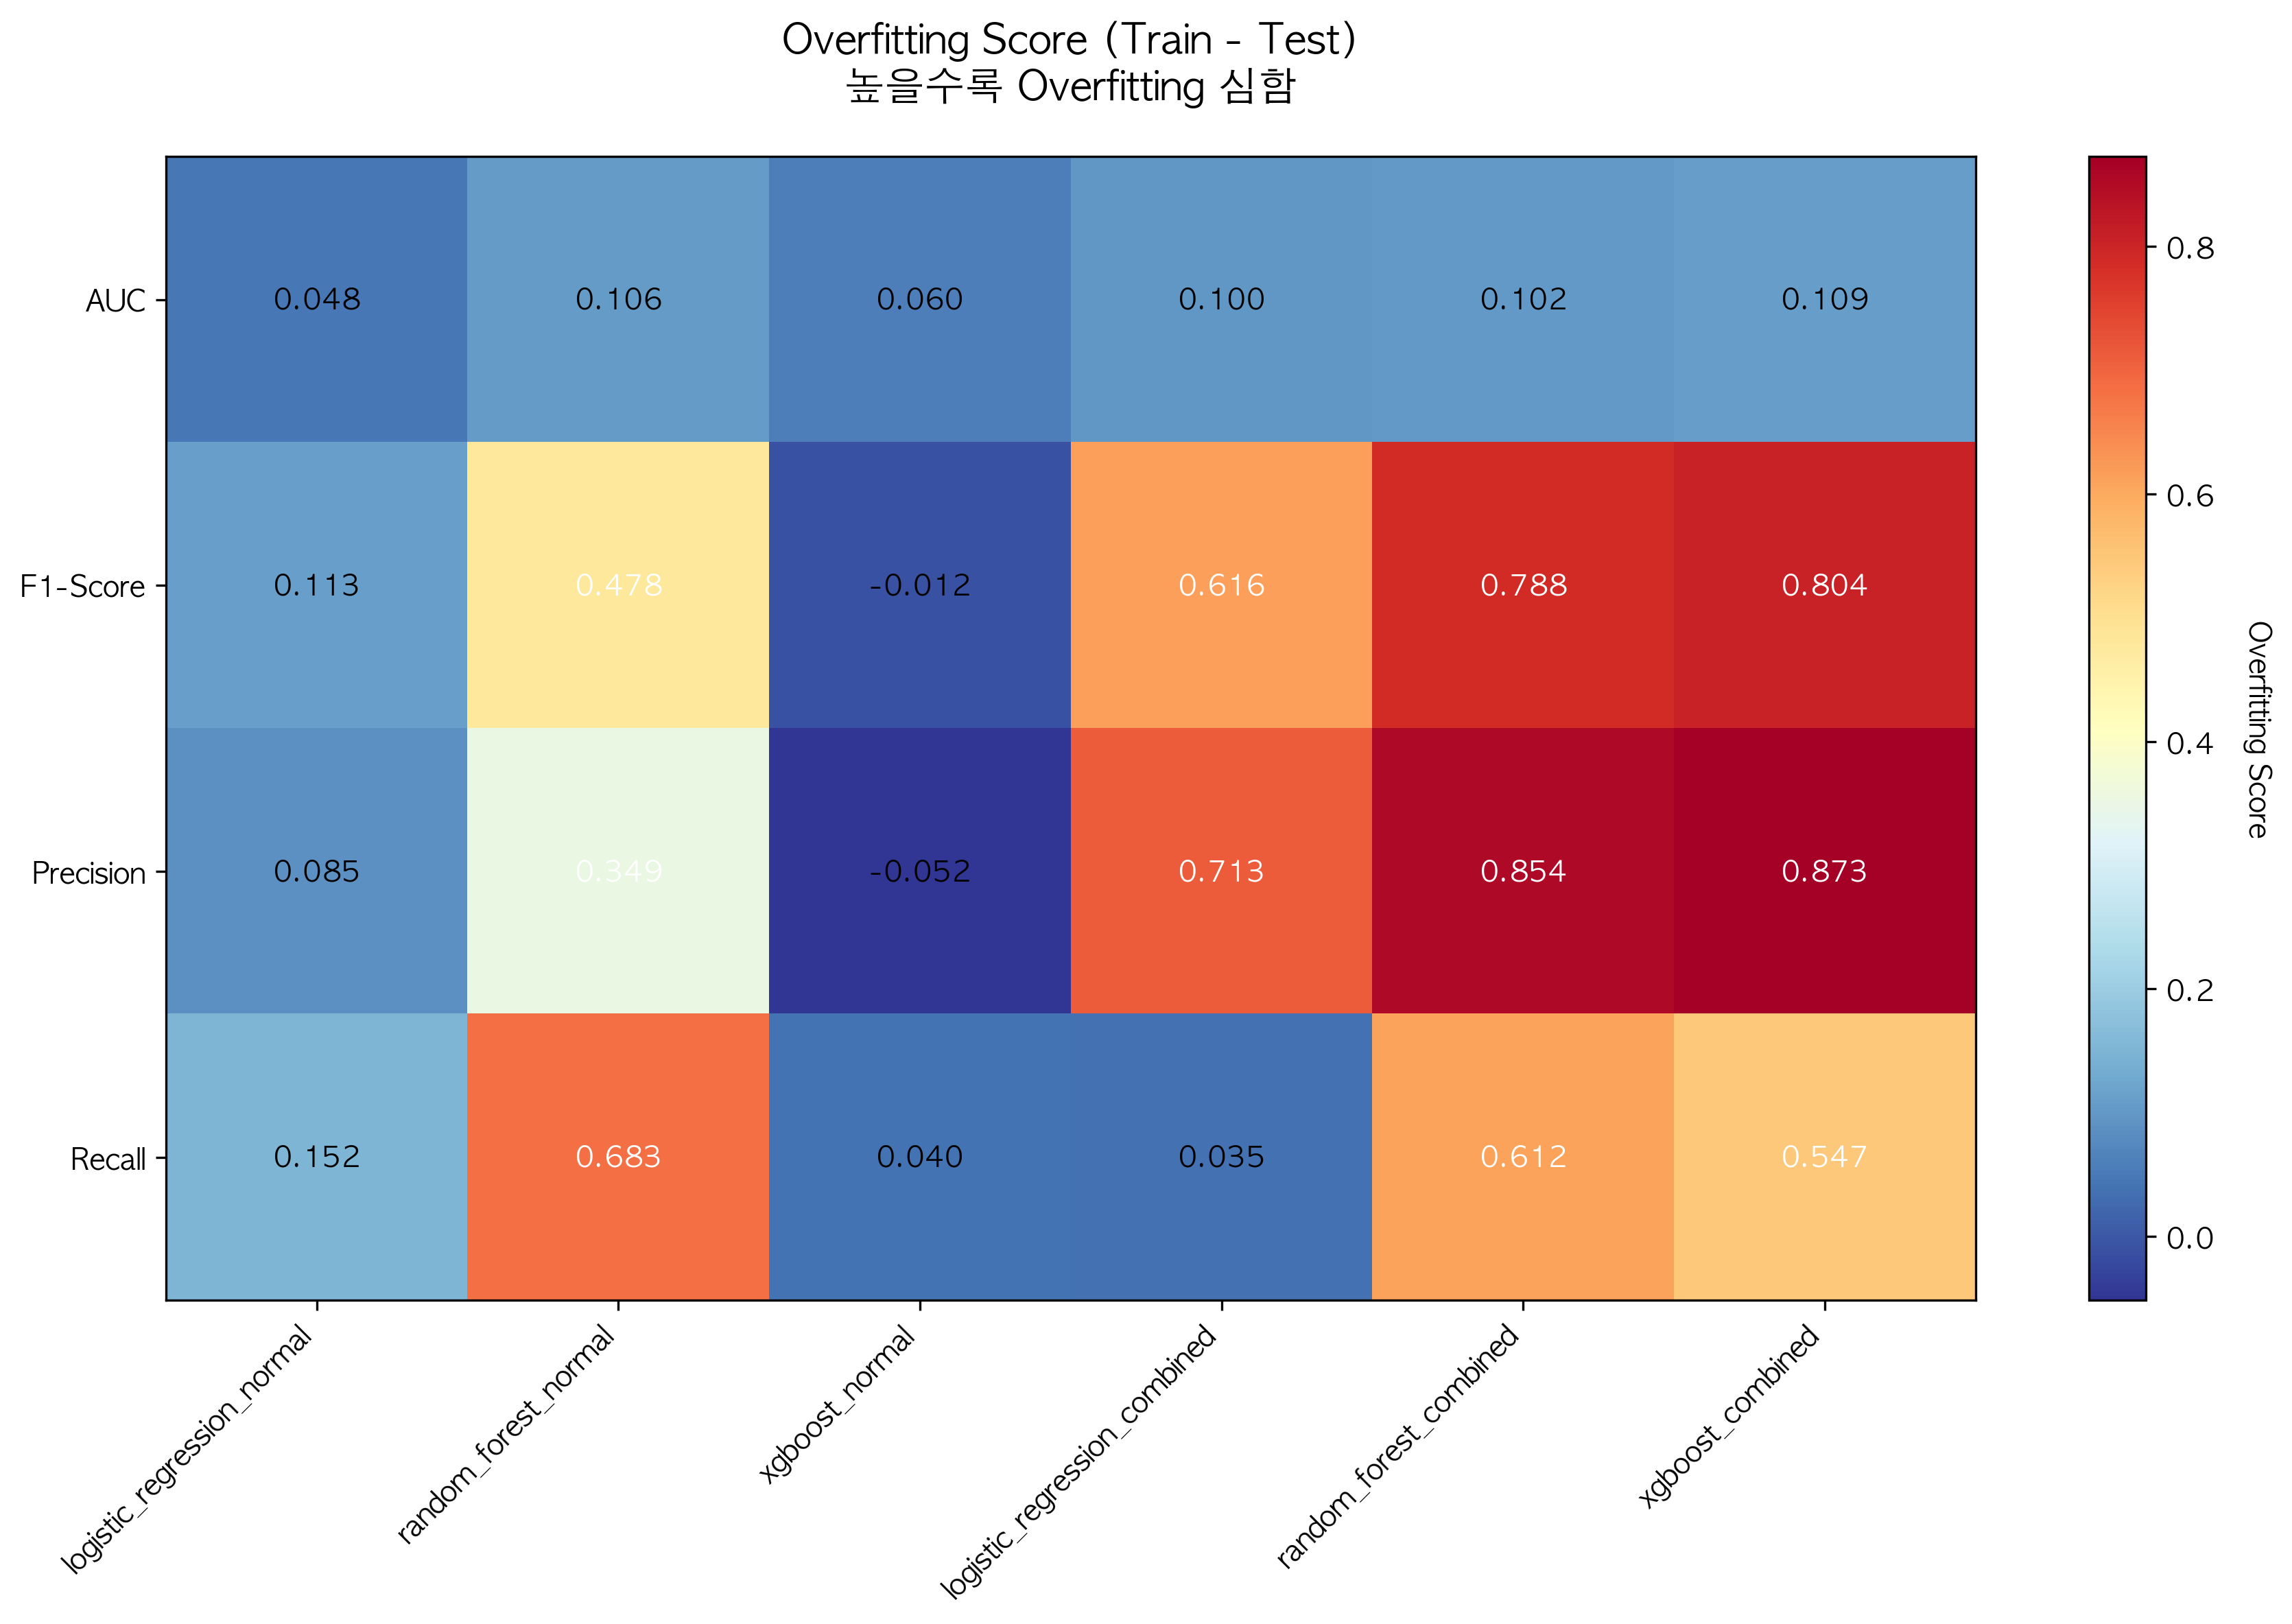 Overfitting Score (Train - Test)
높을수록 Overfitting 심함
AUC
0.048
0.106
0.060
0.100
0.102
0.109
F1-Score
0.113
0.478
-0.012
0.616
0.788
0.804
Precision
0.085
0.349
-0.052
0.713
0.854
0.873
Recall
0.152
0.683
0.040
0.035
0.612
0.547
logistic_regression_normal
random_forest_normal
xgboost_normal
logistic_regression_combined
random_forest_combined
xgboost_combined
0.8
0.6
0.4
0.2
0.0
Overfitting Score